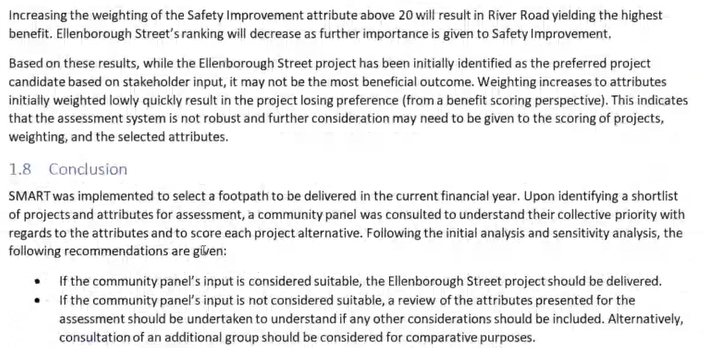 Increasing the weighting of the Safety Improvement attribute above 20 will result in River Road yielding the highest
benefit. Ellenborough Street's ranking will decrease as further importance is given to Safety Improvement.
Based on these results, while the Ellenborough Street project has been initially identified as the preferred project
candidate based on stakeholder input, it may not be the most beneficial outcome. Weighting increases to attributes
initially weighted lowly quickly result in the project losing preference (from a benefit scoring perspective). This indicates
that the assessment system is not robust and further consideration may need to be given to the scoring of projects,
weighting, and the selected attributes.
1.8 Conclusion
SMART was implemented to select a footpath to be delivered in the current financial year. Upon identifying a shortlist
of projects and attributes for assessment, a community panel was consulted to understand their collective priority with
regards to the attributes and to score each project alternative. Following the initial analysis and sensitivity analysis, the
following recommendations are given:
• If the community panel's input is considered suitable, the Ellenborough Street project should be delivered.
• If the community panel's input is not considered suitable, a review of the attributes presented for the
assessment should be undertaken to understand if any other considerations should be included. Alternatively,
consultation of an additional group should be considered for comparative purposes.